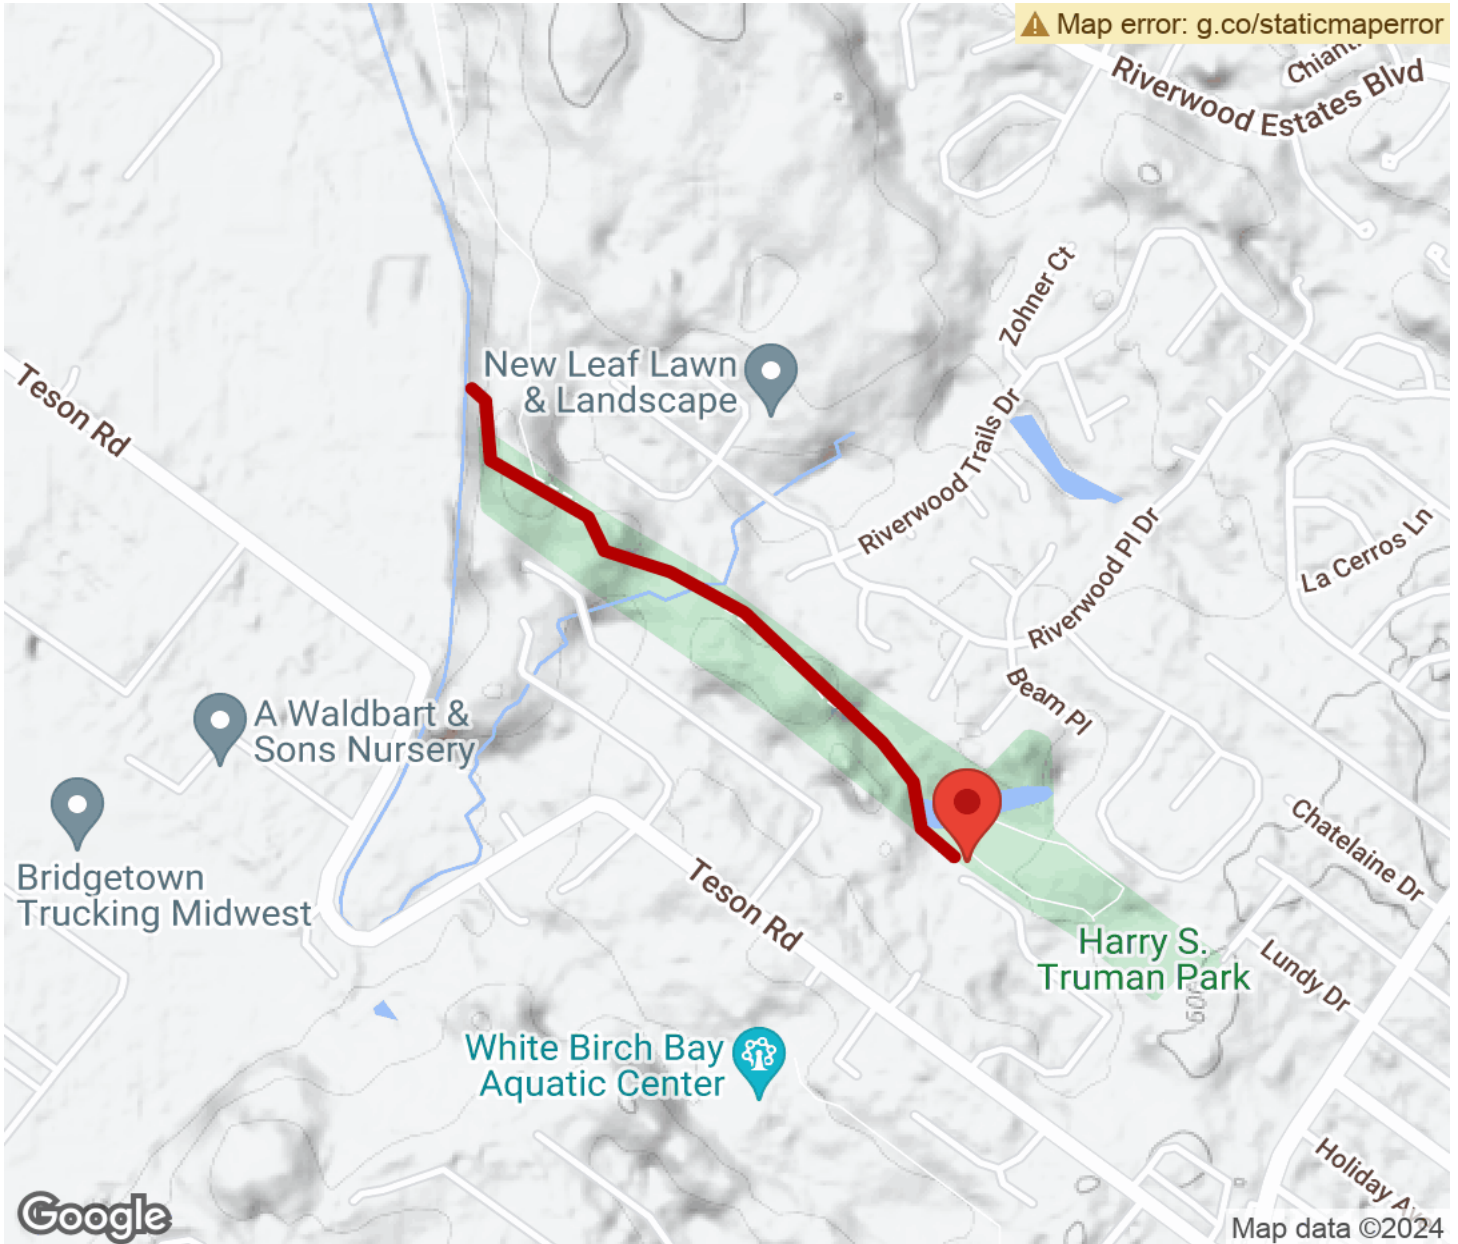 Map error: g.co/staticmaperror
Riverwood Estates Blvd
Zohner Ct
New Leaf Lawn
& Landscape
Teson Rd
Riverwood Trails Dr
La Cerros Ln
Riverwood Pl Dr
Beam Pl
A Waldbart &
Sons Nursery
Bridgetown
Trucking Midwest
Chatelaine Dr
Teson Rd
Harry S.
Truman Park
Lundy Dr
White Birch Bay
Aquatic Center
Holiday Ave
Google
Map data ©2024